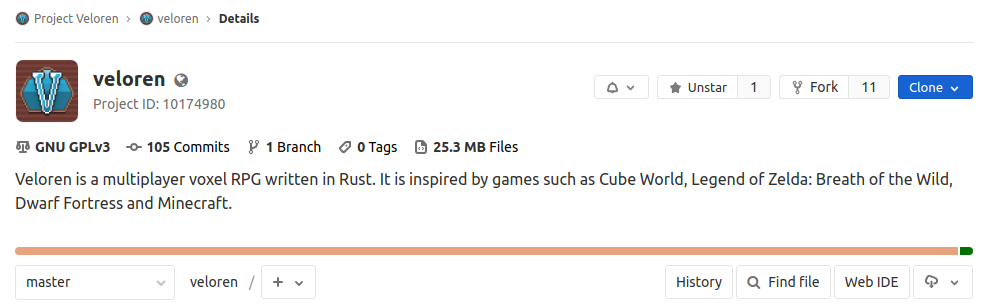 Project Veloren › veloren › Details
veloren
Project ID: 10174980
Unstar 1 Fork 11 Clone
GNU GPLv3 105 Commits 1 Branch 0 Tags 25.3 MB Files
Veloren is a multiplayer voxel RPG written in Rust. It is inspired by games such as Cube World, Legend of Zelda: Breath of the Wild,
Dwarf Fortress and Minecraft.
master veloren / + History Find file Web IDE